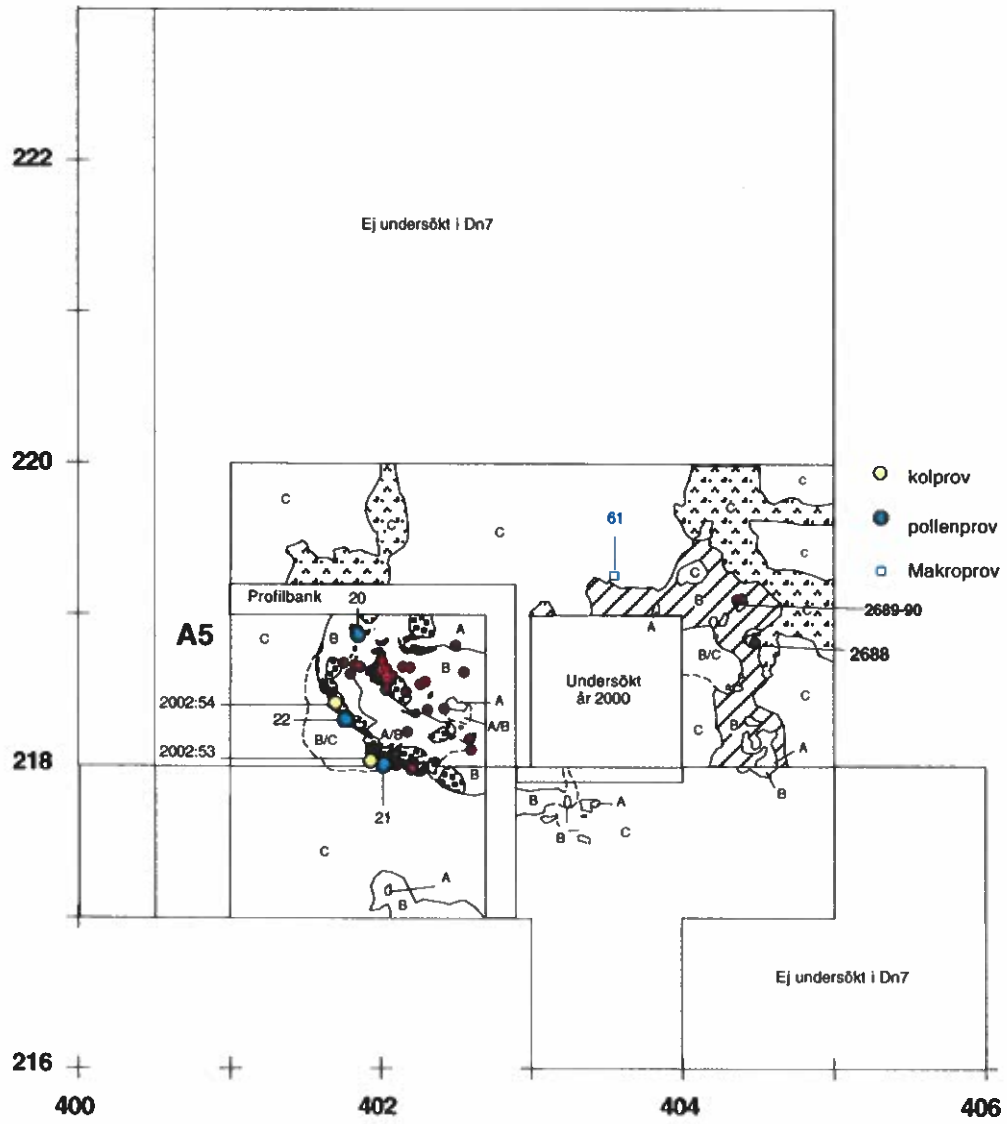 222
Ej undersökt i Dn7
220
kolprov
pollenprov
Makroprov
61
C
C
C
C
C
C
Profilbank
20
A5
C
B
A
B
C
B
A
2689-90
C
2688
B/C
Undersökt
år 2000
C
C
B
A
B
2002:54
22
A
A/B
A/B
B/C
2002:53
218
B
21
B
A
B
C
C
A
B
Ej undersökt i Dn7
216
400
402
404
406